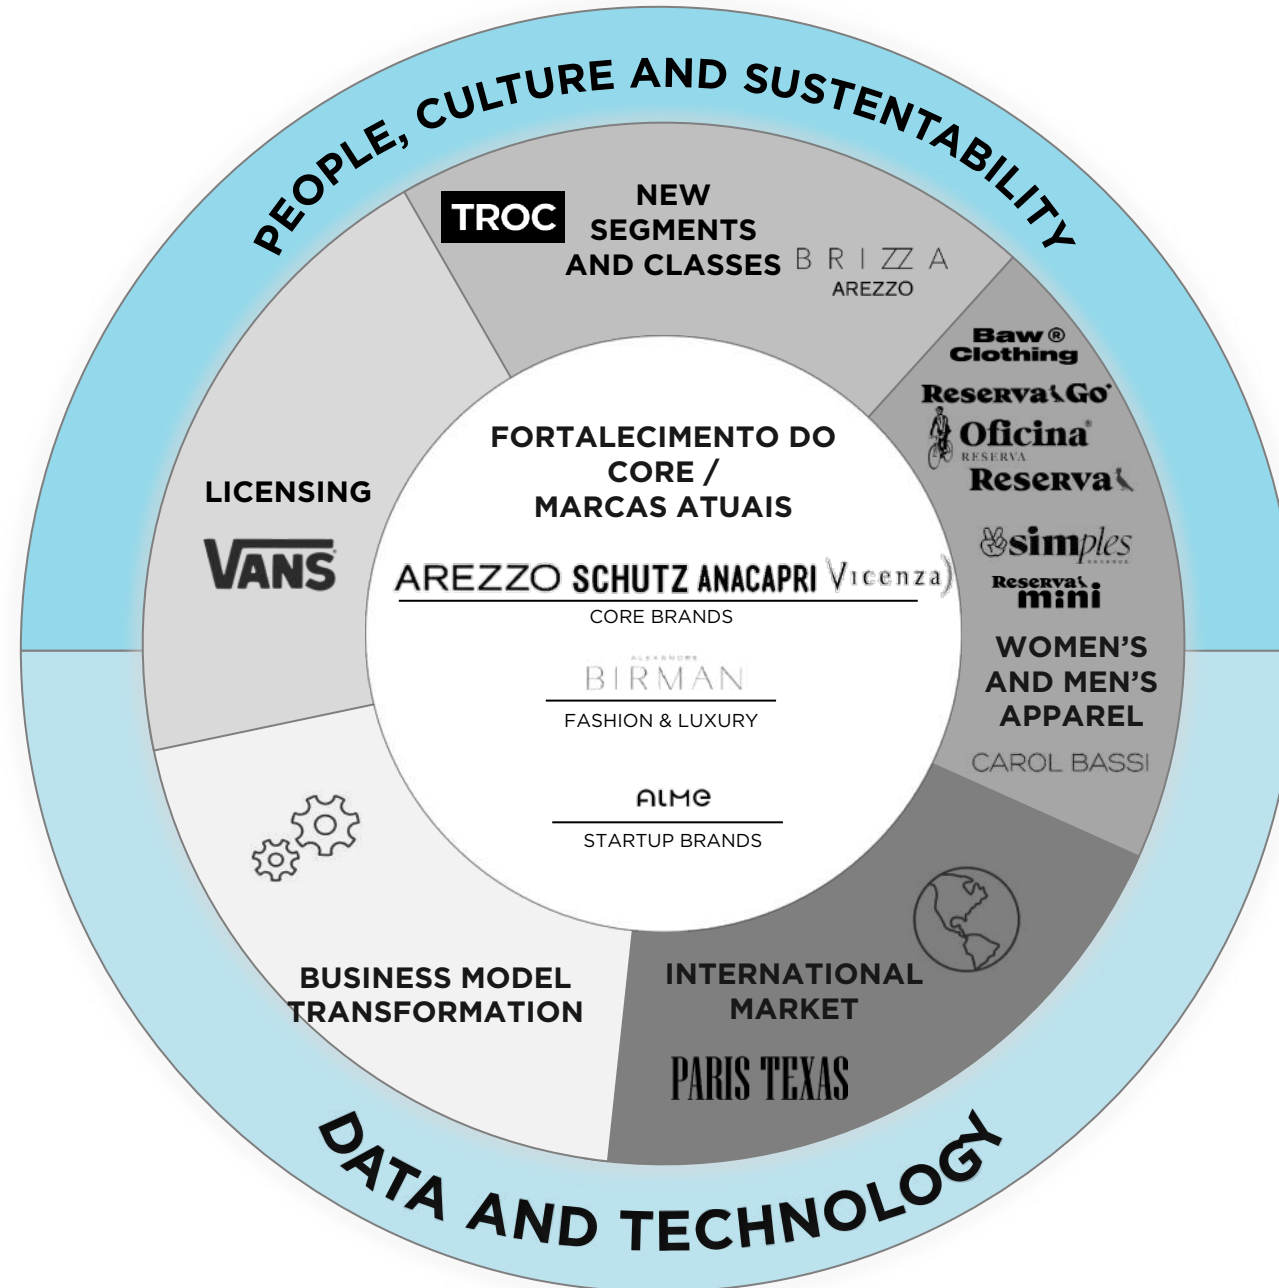 PEOPLE, CULTURE AND SUSTENTABILITY
TROC
NEW
SEGMENTS
AND CLASSES
BRIZZA
AREZZO
Baw ®
Clothing
Reserva Go
Oficina
RESERVA
Reserva
simples
RESERVA
Reserva
mini
WOMEN'S
AND MEN'S
APPAREL
CAROL BASSI
LICENSING
VANS
FORTALECIMENTO DO
CORE /
MARCAS ATUAIS
AREZZO SCHUTZ ANACAPRI Vicenza)
CORE BRANDS
ALEXANDRE
BIRMAN
FASHION & LUXURY
ALME
STARTUP BRANDS
BUSINESS MODEL
TRANSFORMATION
INTERNATIONAL
MARKET
PARIS TEXAS
DATA AND TECHNOLOGY